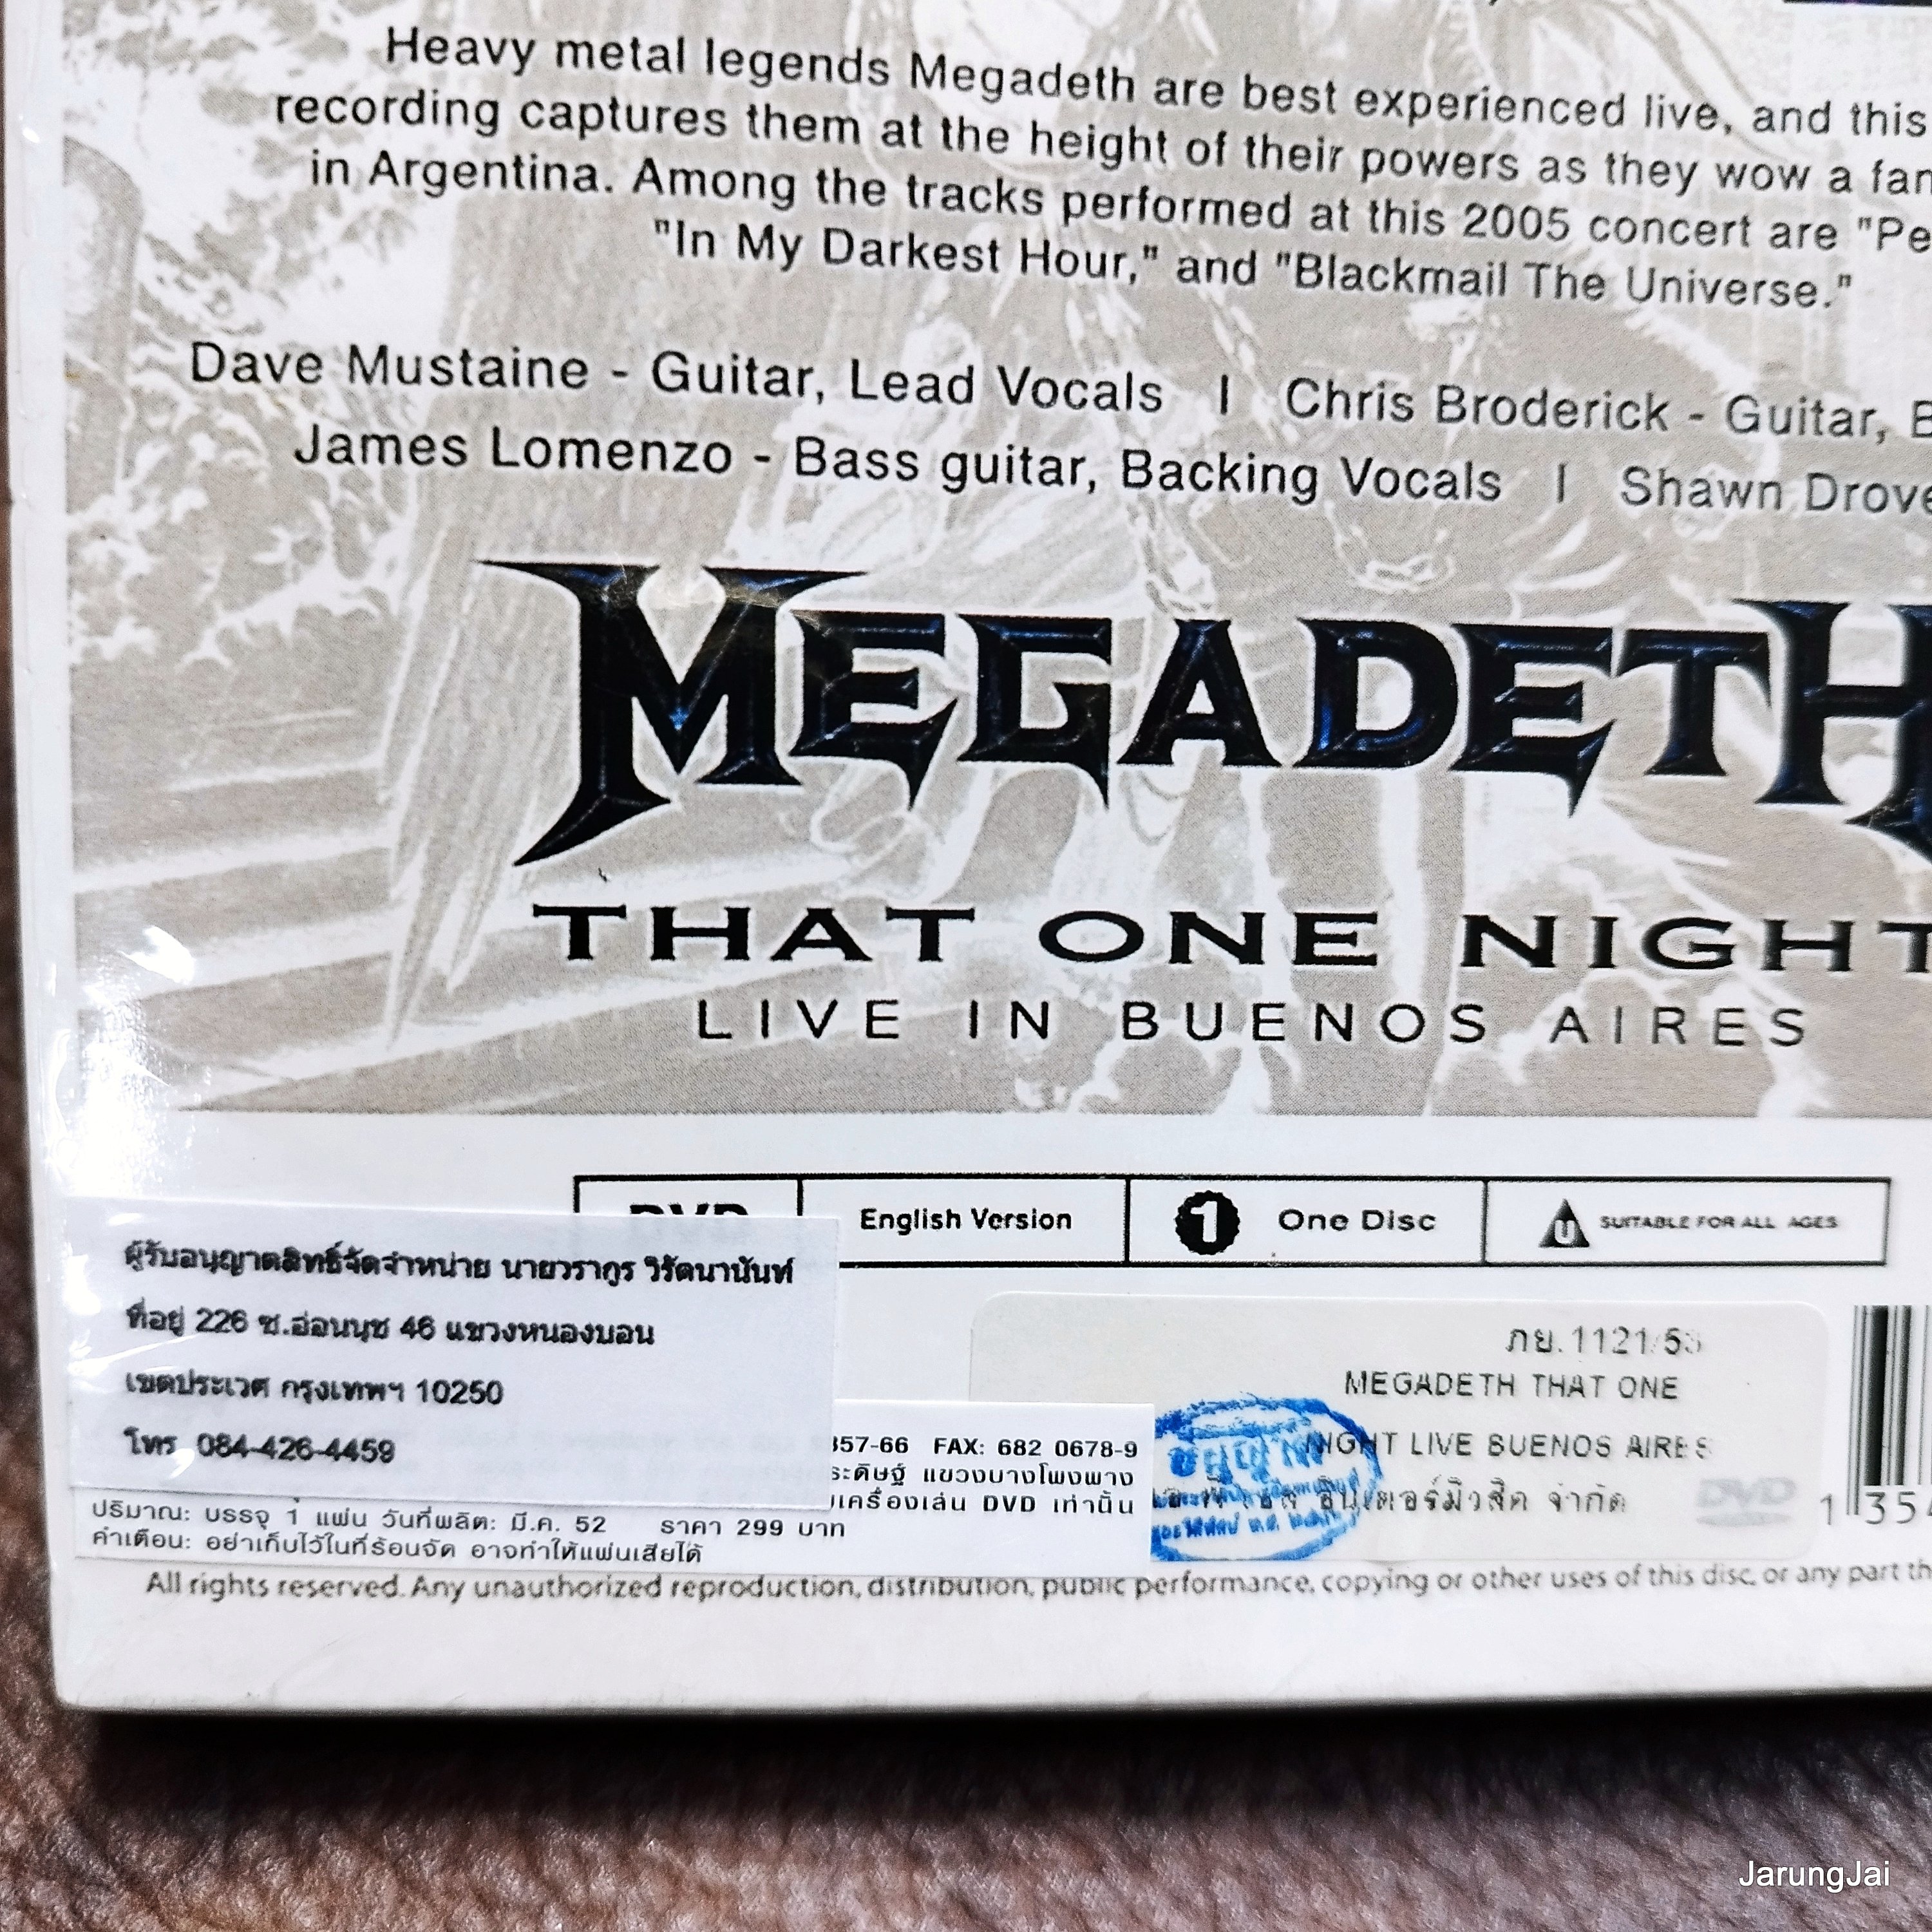 Heavy metal legends Megadeth are best experienced live, and this
recording captures them at the height of their powers as they wow a
in Argentina. Among the tracks performed at this 2005 concert are
"In My Darkest Hour," and "Blackmail The Universe."
Dave Mustaine - Guitar, Lead Vocals | Chris Broderick - Guitar,
James Lomenzo - Bass guitar, Backing Vocals | Shawn
MEGADETH
THAT ONE NIGHT
LIVE IN BUENOS AIRES
DVD English Version 1 One Disc U SUITABLE FOR ALL AGES
ผู้รับอนุญาตสิทธิ์จัดจำหน่าย นายวรากูร วิรัตนานันท์
ที่อยู่ 226 ซ.อ่อนนุช 46 แขวงหนองบอน
เขตประเวศ กรุงเทพฯ 10250
โทร 084-426-4459
57-66 FAX: 682 0678-9
ระดิษฐ์ แขวงบางโพงพาง
เครื่องเล่น DVD เท่านั้น
ปริมาณ: บรรจุ 1 แผ่น วันที่ผลิต: มี.ค. 52 ราคา 299 บาท
คำเตือน: อย่าเก็บไว้ในที่ร้อนจัด อาจทำให้แผ่นเสียได้
ภย.1121/53
MEGADETH THAT ONE
NIGHT LIVE BUENOS AIRES
อินเตอร์มิวสิค จำกัด
DVD
1 35
All rights reserved. Any unauthorized reproduction, distribution, public performance, copying or other uses of this disc, or any part
JarungJai